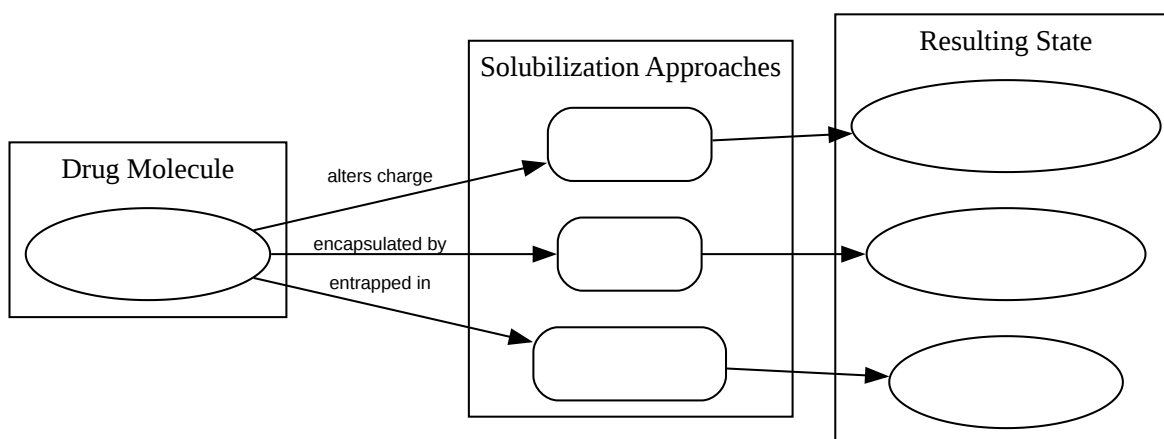 Drug Molecule
alters charge
encapsulated by
entrapped in
Solubilization Approaches
Resulting State